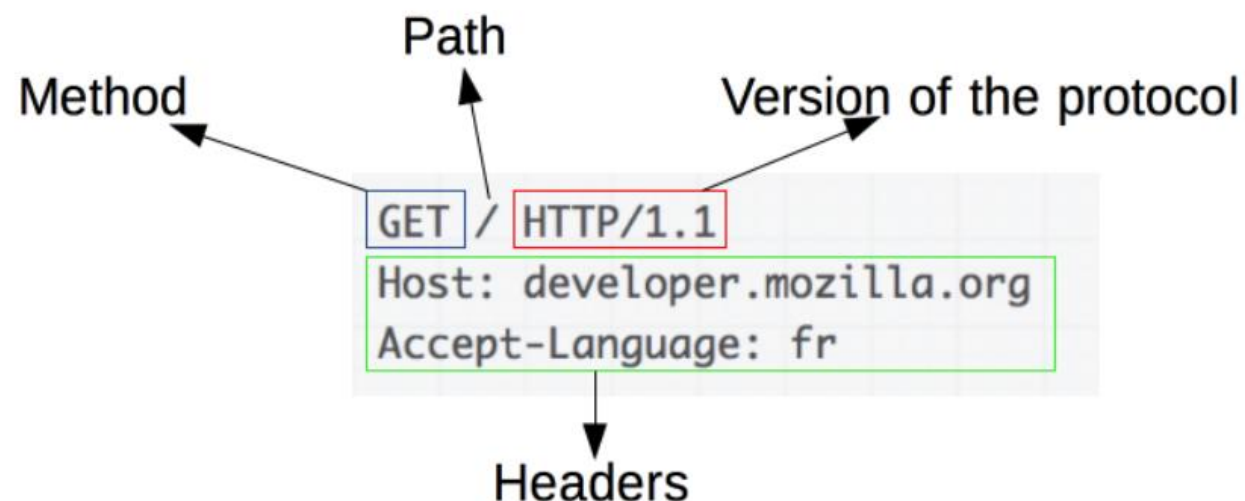 Path
Method
Version of the protocol
GET / HTTP/1.1
Host: developer.mozilla.org
Accept-Language: fr
Headers